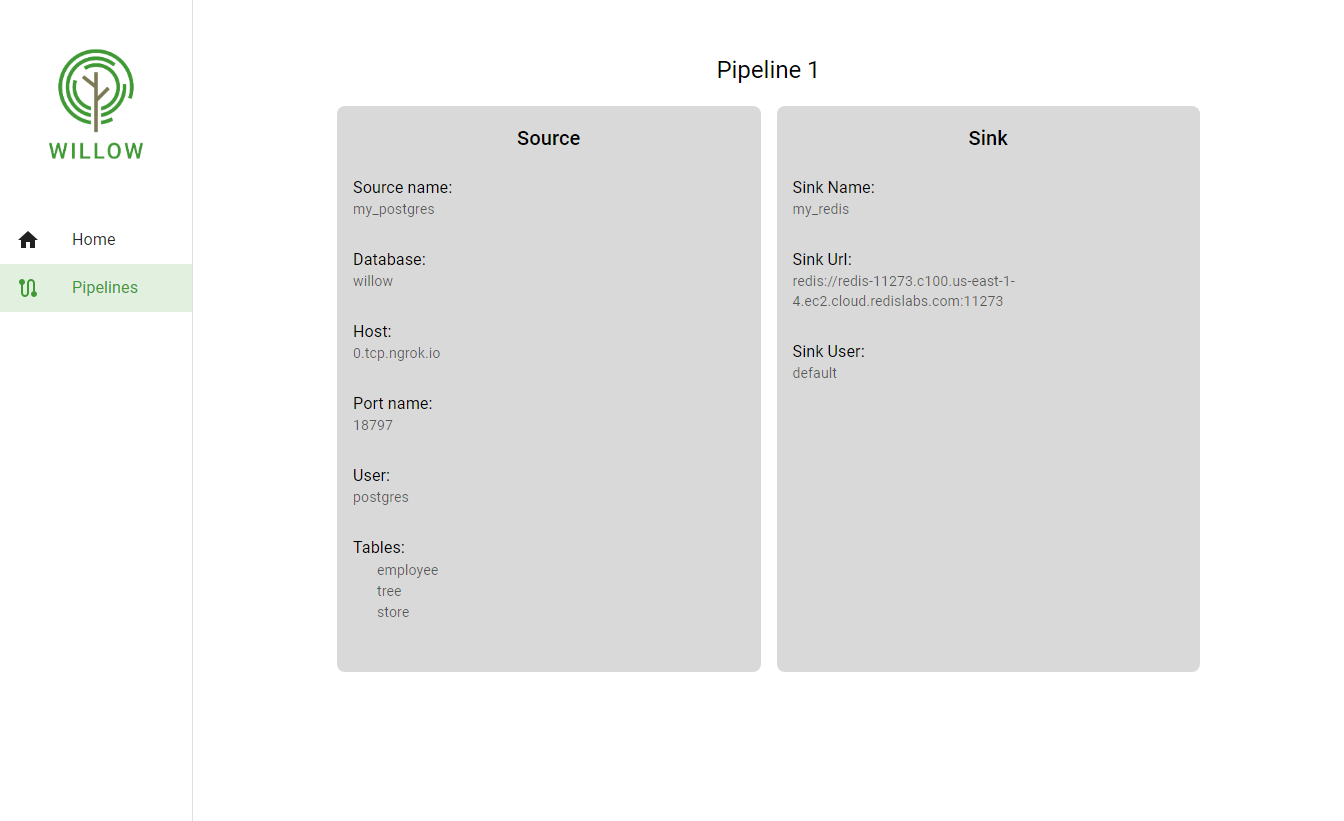 WILLOW
Home
Pipelines
Pipeline 1
Source
Source name:
my_postgres
Database:
willow
Host:
0.tcp.ngrok.io
Port name:
18797
User:
postgres
Tables:
employee
tree
store
Sink
Sink Name:
my_redis
Sink Url:
redis://redis-11273.c100.us-east-1-
4.ec2.cloud.redislabs.com:11273
Sink User:
default